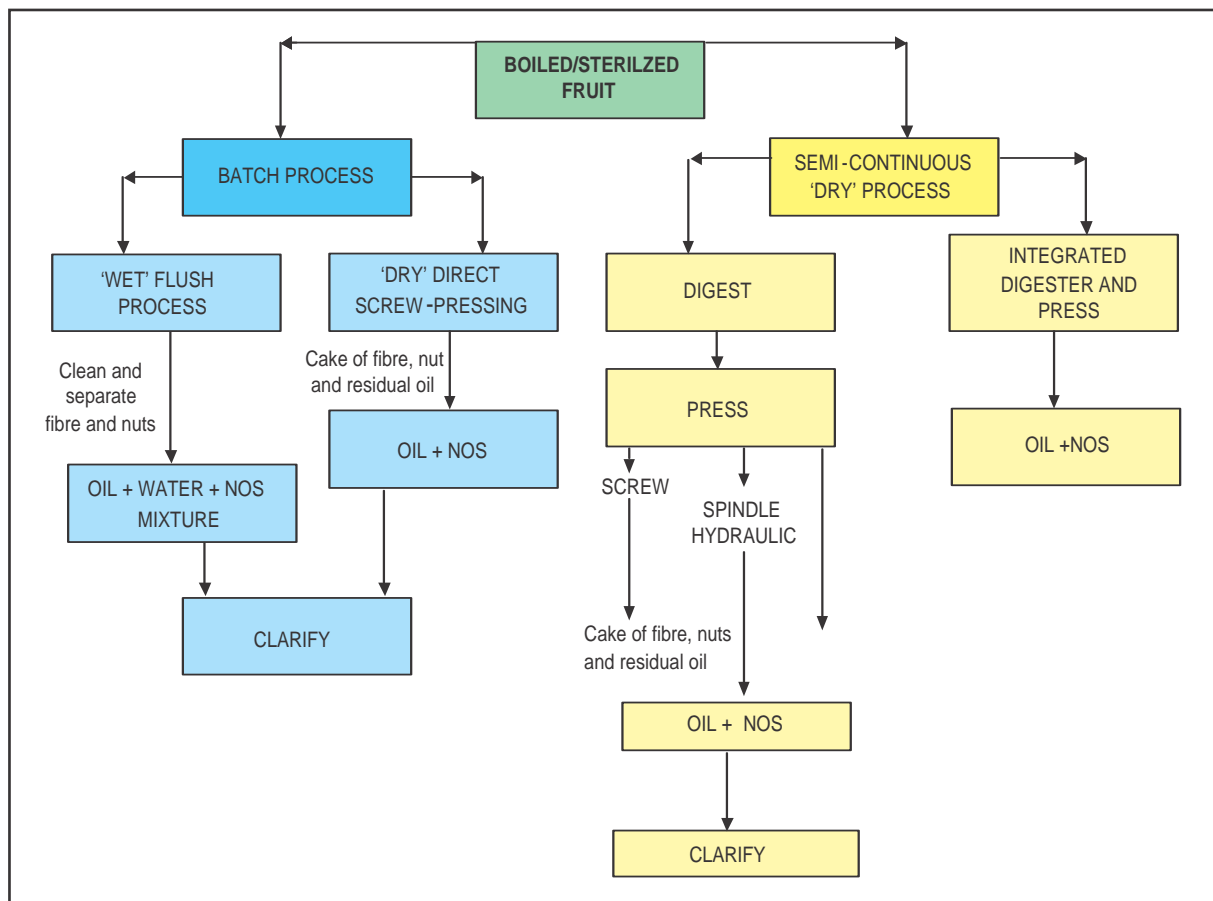 BOILED/STERILZED
FRUIT
BATCH PROCESS
SEMI-CONTINUOUS
‘DRY’ PROCESS
‘WET’ FLUSH
PROCESS
‘DRY’ DIRECT
SCREW-PRESSING
DIGEST
INTEGRATED
DIGESTER AND
PRESS
Clean and
separate
fibre and nuts
Cake of fibre, nut
and residual oil
PRESS
OIL + NOS
OIL +NOS
OIL + WATER + NOS
MIXTURE
SCREW
SPINDLE
HYDRAULIC
CLARIFY
Cake of fibre, nuts
and residual oil
OIL + NOS
CLARIFY